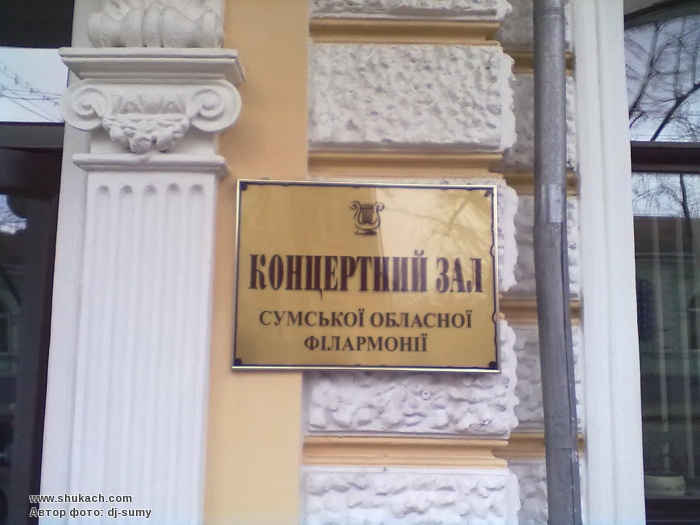 КОНЦЕРТНИЙ ЗАЛ
СУМСЬКОЇ ОБЛАСНОЇ
ФІЛАРМОНІЇ
www.shukach.com
Автор фото: dj-sumy